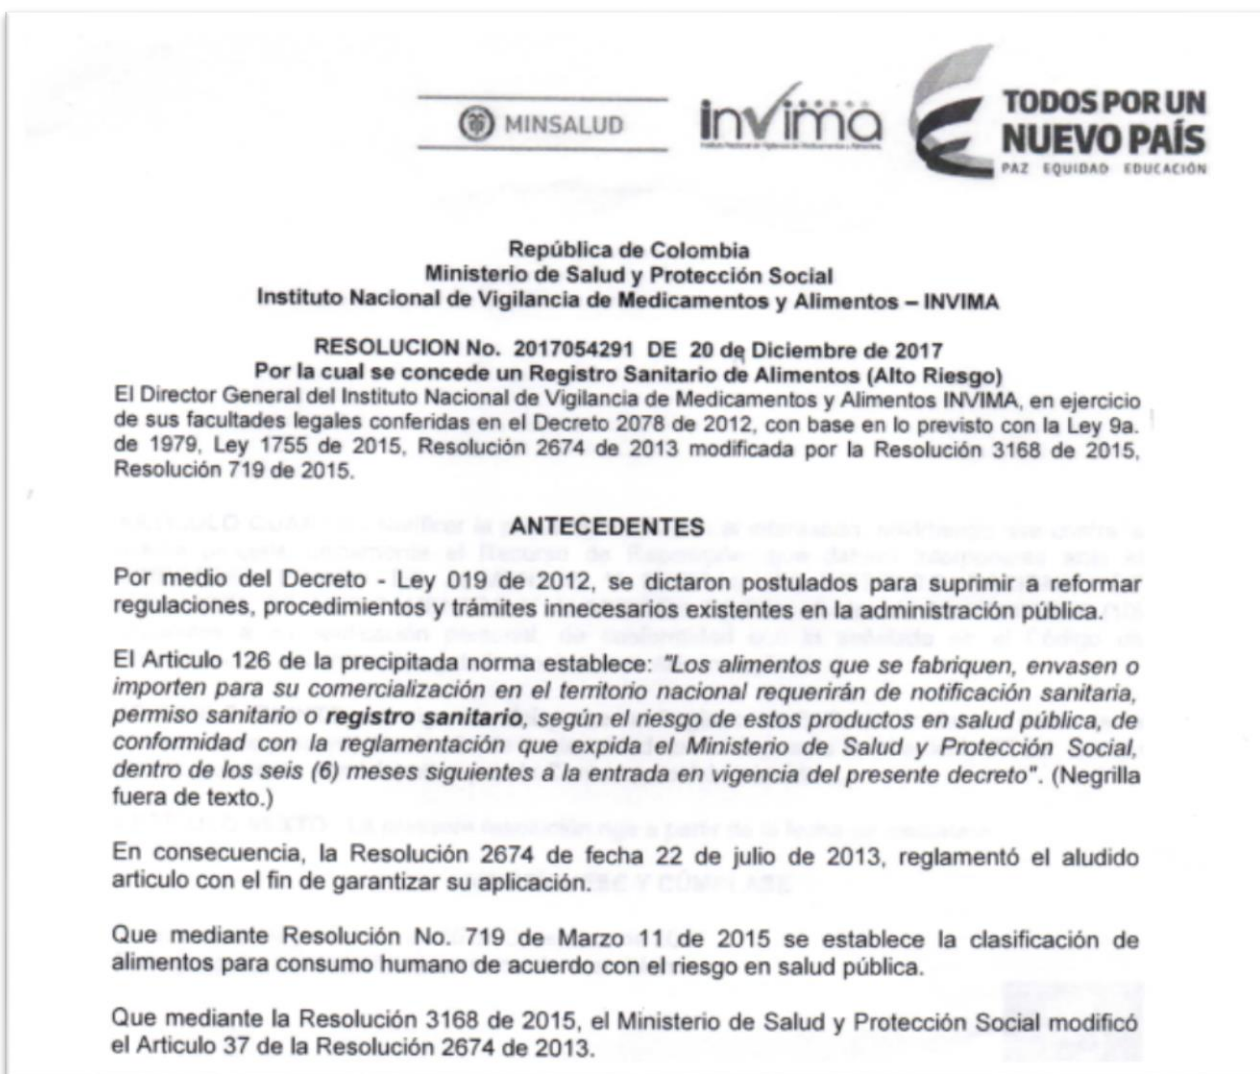 MINSALUD
invima
Instituto Nacional de Vigilancia de Medicamentos y Alimentos
TODOS POR UN
NUEVO PAÍS
PAZ EQUIDAD EDUCACIÓN
República de Colombia
Ministerio de Salud y Protección Social
Instituto Nacional de Vigilancia de Medicamentos y Alimentos – INVIMA
RESOLUCION No. 2017054291 DE 20 de Diciembre de 2017
Por la cual se concede un Registro Sanitario de Alimentos (Alto Riesgo)
El Director General del Instituto Nacional de Vigilancia de Medicamentos y Alimentos INVIMA, en ejercicio
de sus facultades legales conferidas en el Decreto 2078 de 2012, con base en lo previsto con la Ley 9a.
de 1979, Ley 1755 de 2015, Resolución 2674 de 2013 modificada por la Resolución 3168 de 2015,
Resolución 719 de 2015.
ANTECEDENTES
Por medio del Decreto - Ley 019 de 2012, se dictaron postulados para suprimir a reformar
regulaciones, procedimientos y trámites innecesarios existentes en la administración pública.
El Articulo 126 de la precipitada norma establece: "Los alimentos que se fabriquen, envasen o
importen para su comercialización en el territorio nacional requerirán de notificación sanitaria,
permiso sanitario o registro sanitario, según el riesgo de estos productos en salud pública, de
conformidad con la reglamentación que expida el Ministerio de Salud y Protección Social,
dentro de los seis (6) meses siguientes a la entrada en vigencia del presente decreto". (Negrilla
fuera de texto.)
En consecuencia, la Resolución 2674 de fecha 22 de julio de 2013, reglamentó el aludido
articulo con el fin de garantizar su aplicación.
Que mediante Resolución No. 719 de Marzo 11 de 2015 se establece la clasificación de
alimentos para consumo humano de acuerdo con el riesgo en salud pública.
Que mediante la Resolución 3168 de 2015, el Ministerio de Salud y Protección Social modificó
el Articulo 37 de la Resolución 2674 de 2013.